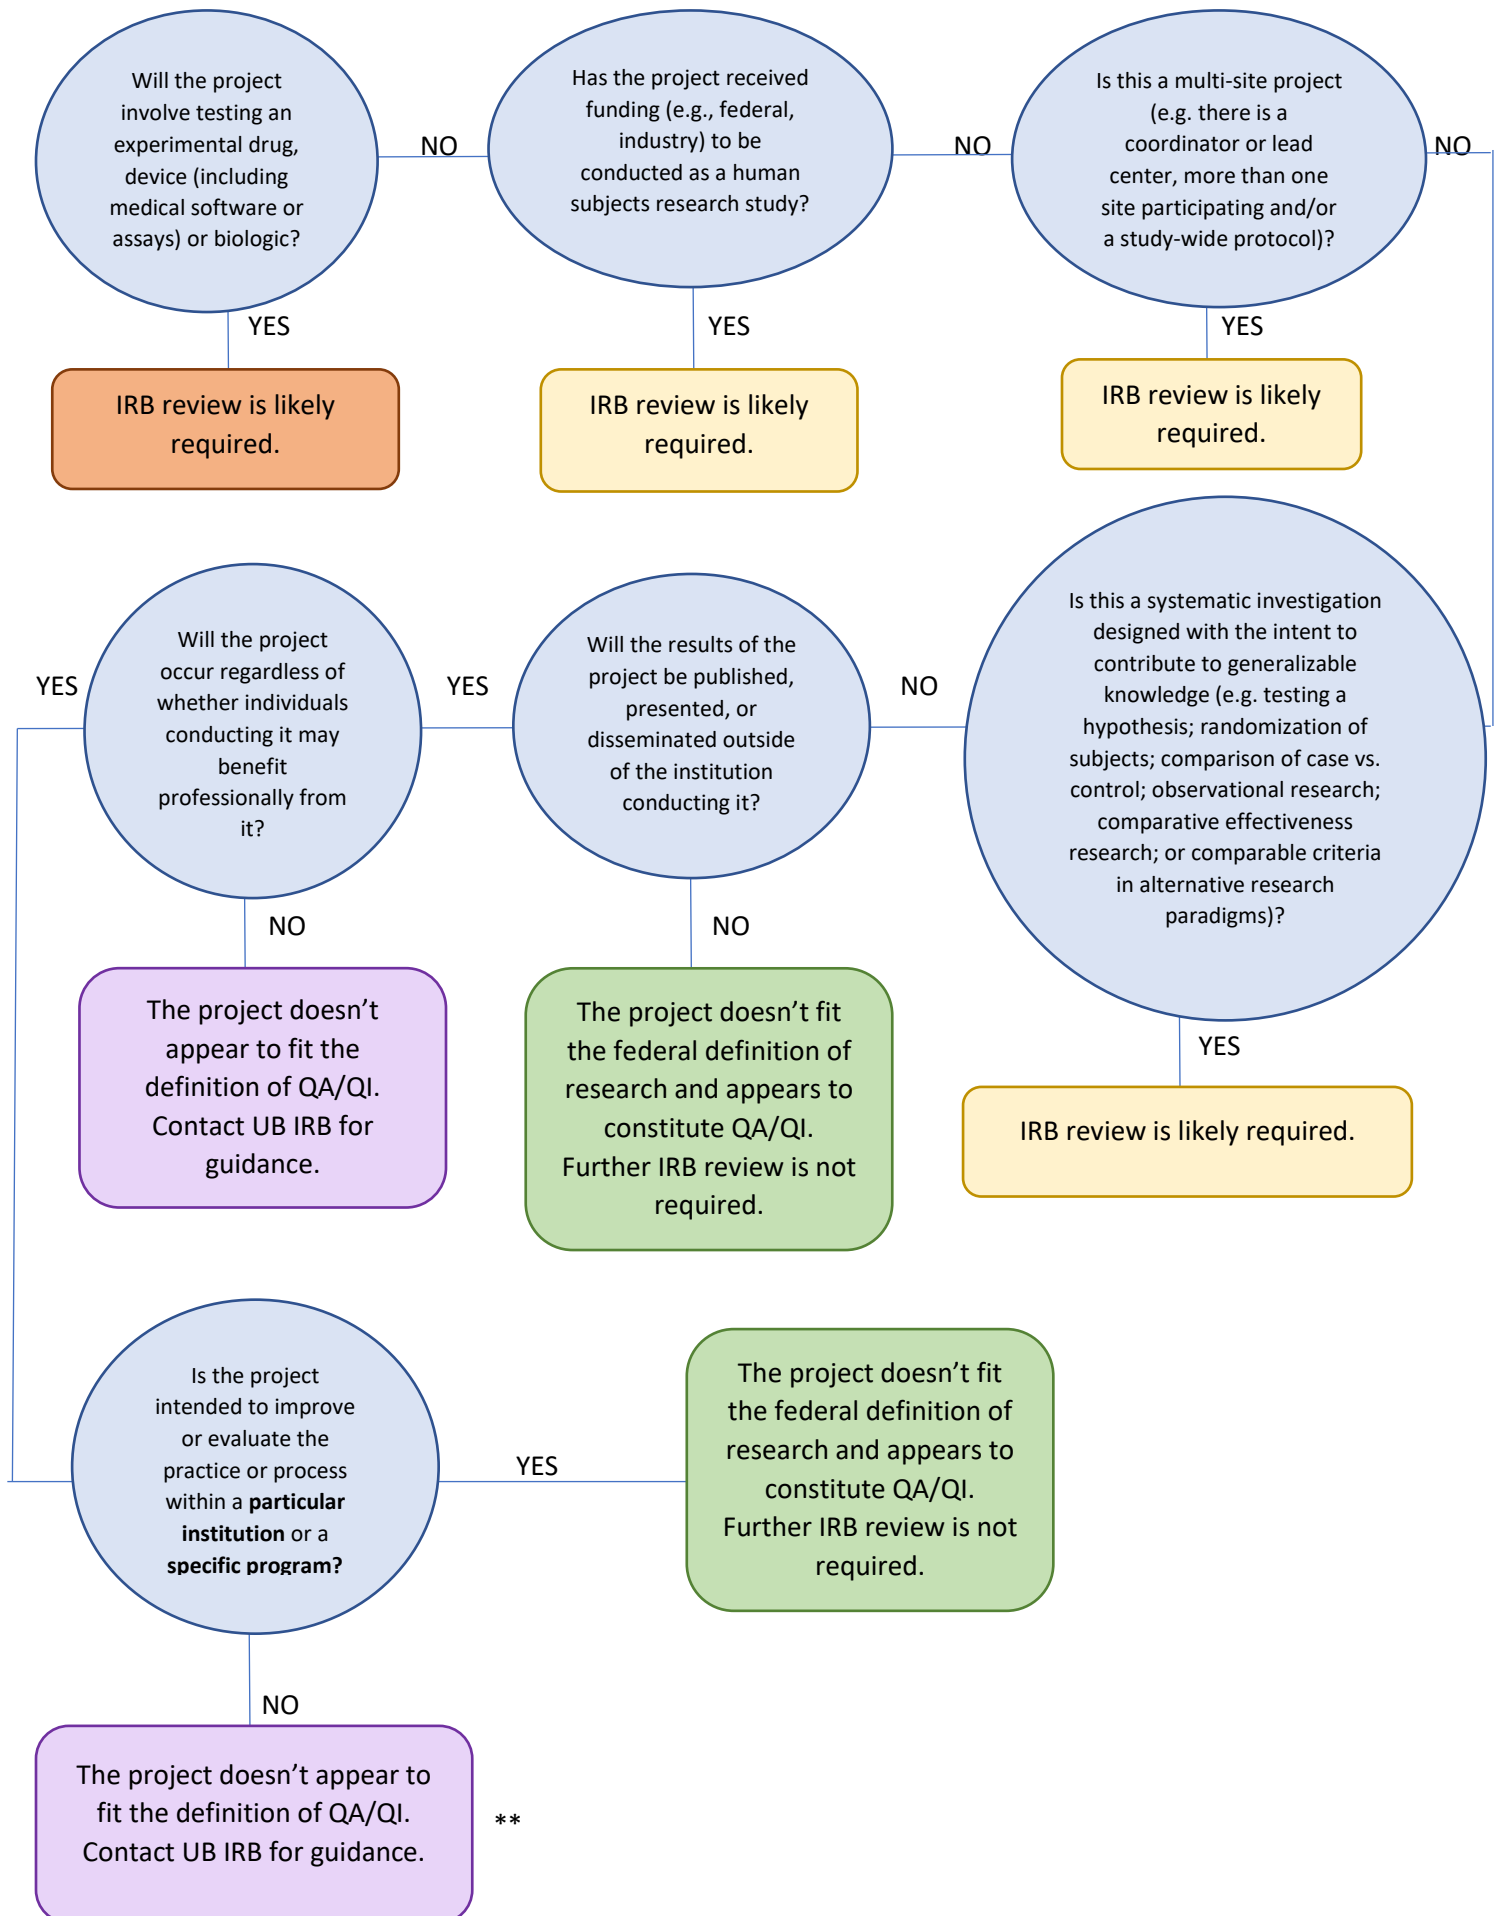 Will the project
involve testing an
experimental drug,
device (including
medical software or
assays) or biologic?
NO
Has the project received
funding (e.g., federal,
industry) to be
conducted as a human
subjects research study?
NO
Is this a multi-site project
(e.g. there is a
coordinator or lead
center, more than one
site participating and/or
a study-wide protocol)?
NO
YES
YES
YES
IRB review is likely
required.
IRB review is likely
required.
IRB review is likely
required.
Is this a systematic investigation
designed with the intent to
contribute to generalizable
knowledge (e.g. testing a
hypothesis; randomization of
subjects; comparison of case vs.
control; observational research;
comparative effectiveness
research; or comparable criteria
in alternative research
paradigms)?
NO
Will the results of the
project be published,
presented, or
disseminated outside
of the institution
conducting it?
YES
Will the project
occur regardless of
whether individuals
conducting it may
benefit
professionally from
it?
YES
NO
NO
YES
The project doesn’t
appear to fit the
definition of QA/QI.
Contact UB IRB for
guidance.
The project doesn’t fit
the federal definition of
research and appears to
constitute QA/QI.
Further IRB review is not
required.
IRB review is likely required.
Is the project
intended to improve
or evaluate the
practice or process
within a particular
institution or a
specific program?
YES
The project doesn’t fit
the federal definition of
research and appears to
constitute QA/QI.
Further IRB review is not
required.
NO
The project doesn’t appear to
fit the definition of QA/QI.
Contact UB IRB for guidance.
**